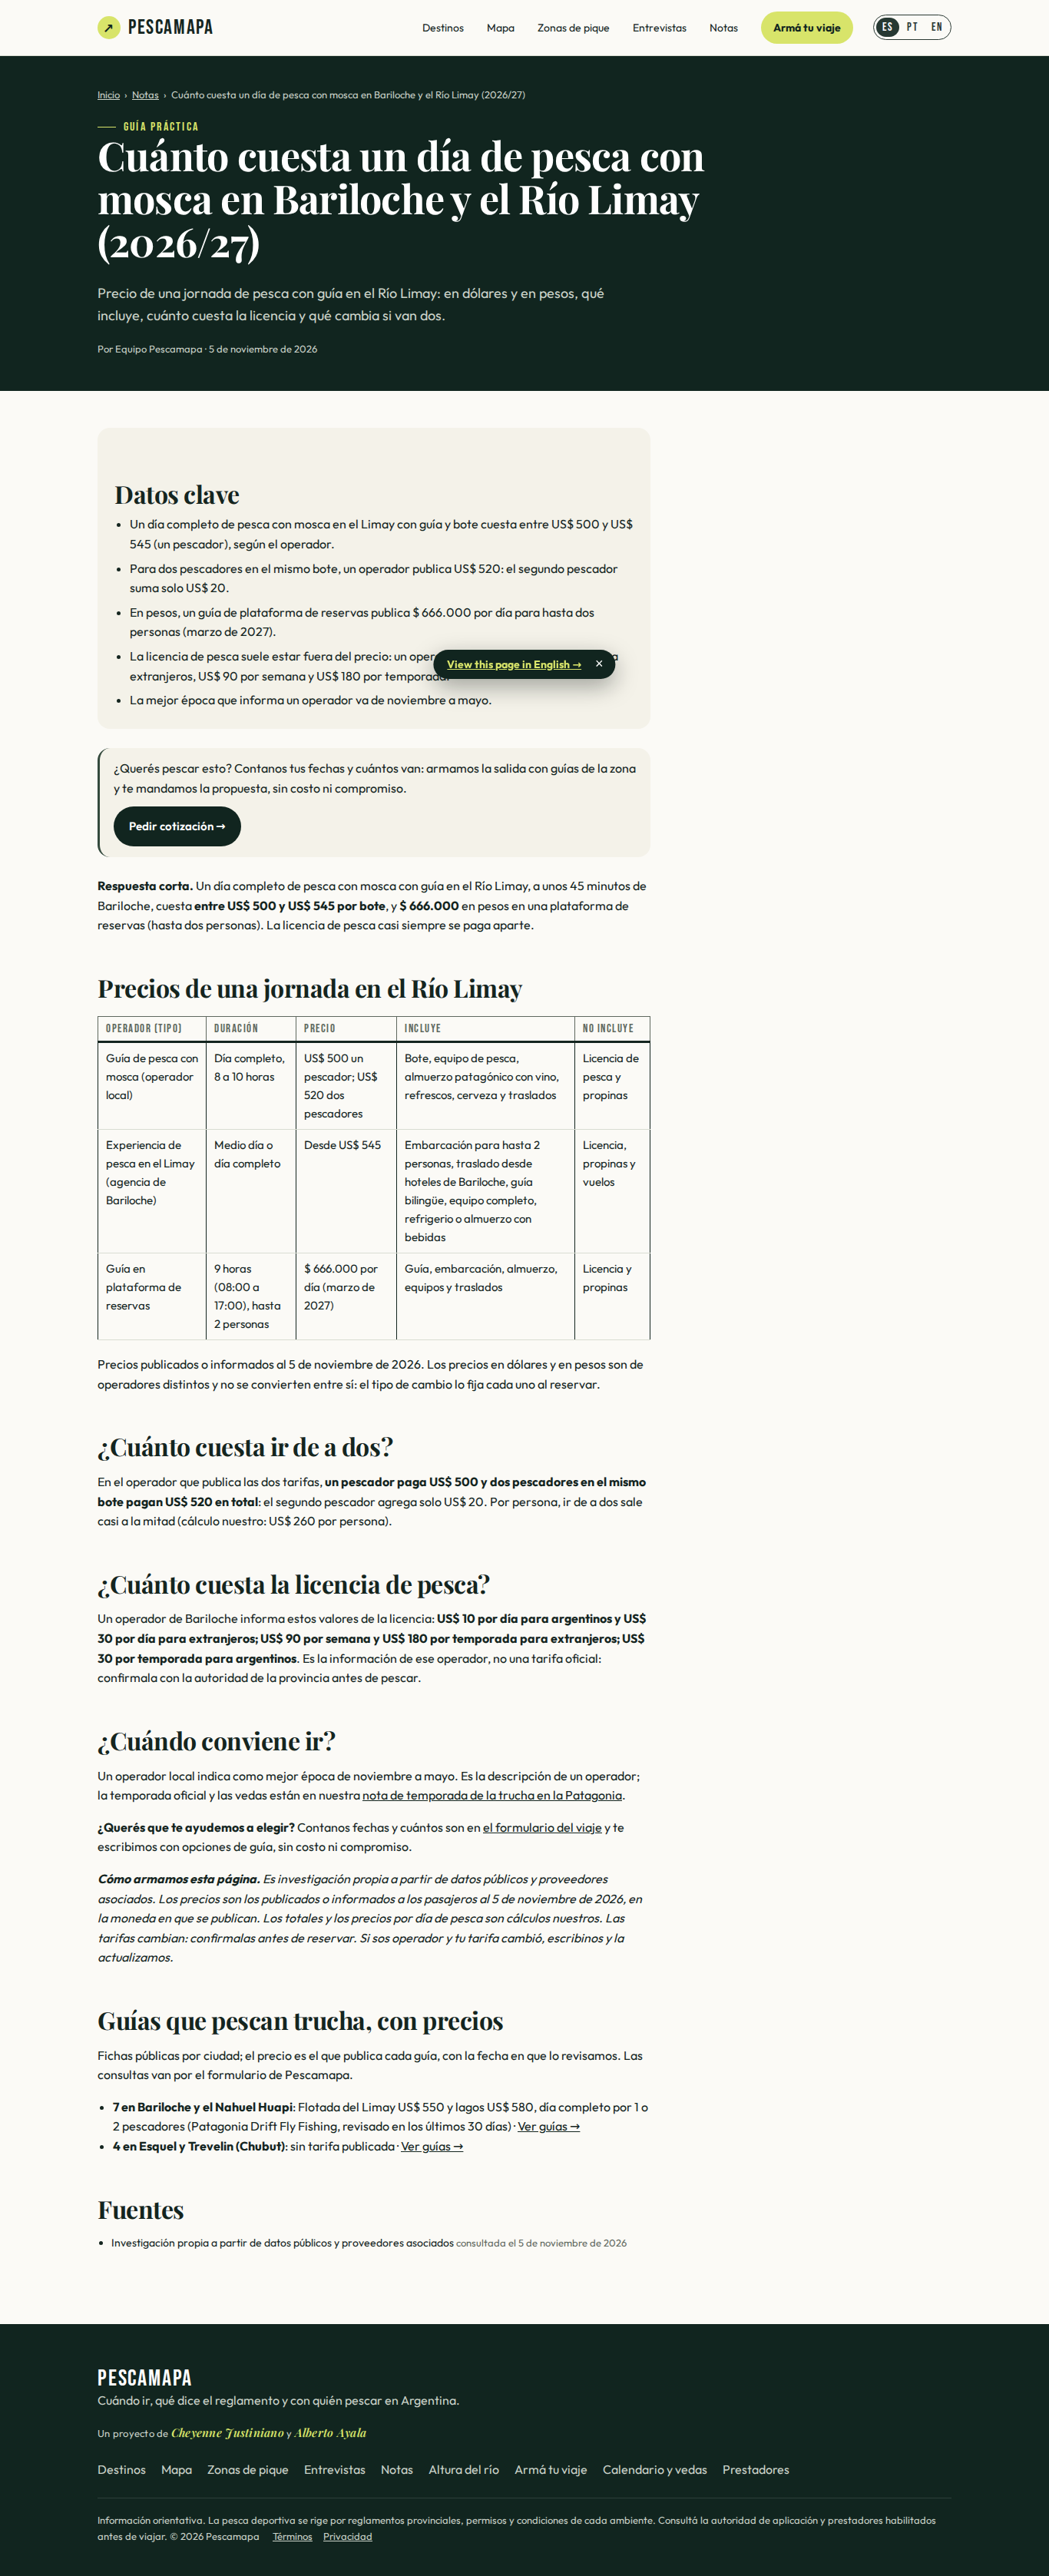 PESCAMAPA
Destinos
Mapa
Zonas de pique
Entrevistas
Notas
Armá tu viaje
ES PT EN
Inicio › Notas › Cuánto cuesta un día de pesca con mosca en Bariloche y el Río Limay (2026/27)
GUÍA PRÁCTICA
Cuánto cuesta un día de pesca con
mosca en Bariloche y el Río Limay
(2026/27)
Precio de una jornada de pesca con guía en el Río Limay: en dólares y en pesos, qué
incluye, cuánto cuesta la licencia y qué cambia si van dos.
Por Equipo Pescamapa · 5 de noviembre de 2026
Datos clave
• Un día completo de pesca con mosca en el Limay con guía y bote cuesta entre US$ 500 y US$
545 (un pescador), según el operador.
• Para dos pescadores en el mismo bote, un operador publica US$ 520: el segundo pescador
suma solo US$ 20.
• En pesos, un guía de plataforma de reservas publica $ 666.000 por día para hasta dos
personas (marzo de 2027).
• La licencia de pesca suele estar fuera del precio: un
View this page in English → ×
extranjeros, US$ 90 por semana y US$ 180 por temporada.
• La mejor época que informa un operador va de noviembre a mayo.
¿Querés pescar esto? Contanos tus fechas y cuántos van: armamos la salida con guías de la zona
y te mandamos la propuesta, sin costo ni compromiso.
Pedir cotización →
Respuesta corta. Un día completo de pesca con mosca con guía en el Río Limay, a unos 45 minutos de
Bariloche, cuesta entre US$ 500 y US$ 545 por bote, y $ 666.000 en pesos en una plataforma de
reservas (hasta dos personas). La licencia de pesca casi siempre se paga aparte.
Precios de una jornada en el Río Limay
OPERADOR (TIPO)
DURACIÓN
PRECIO
INCLUYE
NO INCLUYE
Guía de pesca con
mosca (operador
local)
Día completo,
8 a 10 horas
US$ 500 un
pescador; US$
520 dos
pescadores
Bote, equipo de pesca,
almuerzo patagónico con vino,
refrescos, cerveza y traslados
Licencia de
pesca y
propinas
Experiencia de
pesca en el Limay
(agencia de
Bariloche)
Medio día o
día completo
Desde US$ 545
Embarcación para hasta 2
personas, traslado desde
hoteles de Bariloche, guía
bilingüe, equipo completo,
refrigerio o almuerzo con
bebidas
Licencia,
propinas y
vuelos
Guía en
plataforma de
reservas
9 horas
(08:00 a
17:00), hasta
2 personas
$ 666.000 por
día (marzo de
2027)
Guía, embarcación, almuerzo,
equipos y traslados
Licencia y
propinas
Precios publicados o informados al 5 de noviembre de 2026. Los precios en dólares y en pesos son de
operadores distintos y no se convierten entre sí: el tipo de cambio lo fija cada uno al reservar.
¿Cuánto cuesta ir de a dos?
En el operador que publica las dos tarifas, un pescador paga US$ 500 y dos pescadores en el mismo
bote pagan US$ 520 en total: el segundo pescador agrega solo US$ 20. Por persona, ir de a dos sale
casi a la mitad (cálculo nuestro: US$ 260 por persona).
¿Cuánto cuesta la licencia de pesca?
Un operador de Bariloche informa estos valores de la licencia: US$ 10 por día para argentinos y US$
30 por día para extranjeros; US$ 90 por semana y US$ 180 por temporada para extranjeros; US$
30 por temporada para argentinos. Es la información de ese operador, no una tarifa oficial:
confirmala con la autoridad de la provincia antes de pescar.
¿Cuándo conviene ir?
Un operador local indica como mejor época de noviembre a mayo. Es la descripción de un operador;
la temporada oficial y las vedas están en nuestra nota de temporada de la trucha en la Patagonia.
¿Querés que te ayudemos a elegir? Contanos fechas y cuántos son en el formulario del viaje y te
escribimos con opciones de guía, sin costo ni compromiso.
Cómo armamos esta página. Es investigación propia a partir de datos públicos y proveedores
asociados. Los precios son los publicados o informados a los pasajeros al 5 de noviembre de 2026, en
la moneda en que se publican. Los totales y los precios por día de pesca son cálculos nuestros. Las
tarifas cambian: confirmalas antes de reservar. Si sos operador y tu tarifa cambió, escribinos y la
actualizamos.
Guías que pescan trucha, con precios
Fichas públicas por ciudad; el precio es el que publica cada guía, con la fecha en que lo revisamos. Las
consultas van por el formulario de Pescamapa.
• 7 en Bariloche y el Nahuel Huapi: Flotada del Limay US$ 550 y lagos US$ 580, día completo por 1 o
2 pescadores (Patagonia Drift Fly Fishing, revisado en los últimos 30 días) · Ver guías →
• 4 en Esquel y Trevelin (Chubut): sin tarifa publicada · Ver guías →
Fuentes
• Investigación propia a partir de datos públicos y proveedores asociados consultada el 5 de noviembre de 2026
PESCAMAPA
Cuándo ir, qué dice el reglamento y con quién pescar en Argentina.
Un proyecto de Cheyenne Justiniano y Alberto Ayala
Destinos Mapa Zonas de pique Entrevistas Notas Altura del río Armá tu viaje Calendario y vedas Prestadores
Información orientativa. La pesca deportiva se rige por reglamentos provinciales, permisos y condiciones de cada ambiente. Consultá la autoridad de aplicación y prestadores habilitados
antes de viajar. © 2026 Pescamapa Términos Privacidad